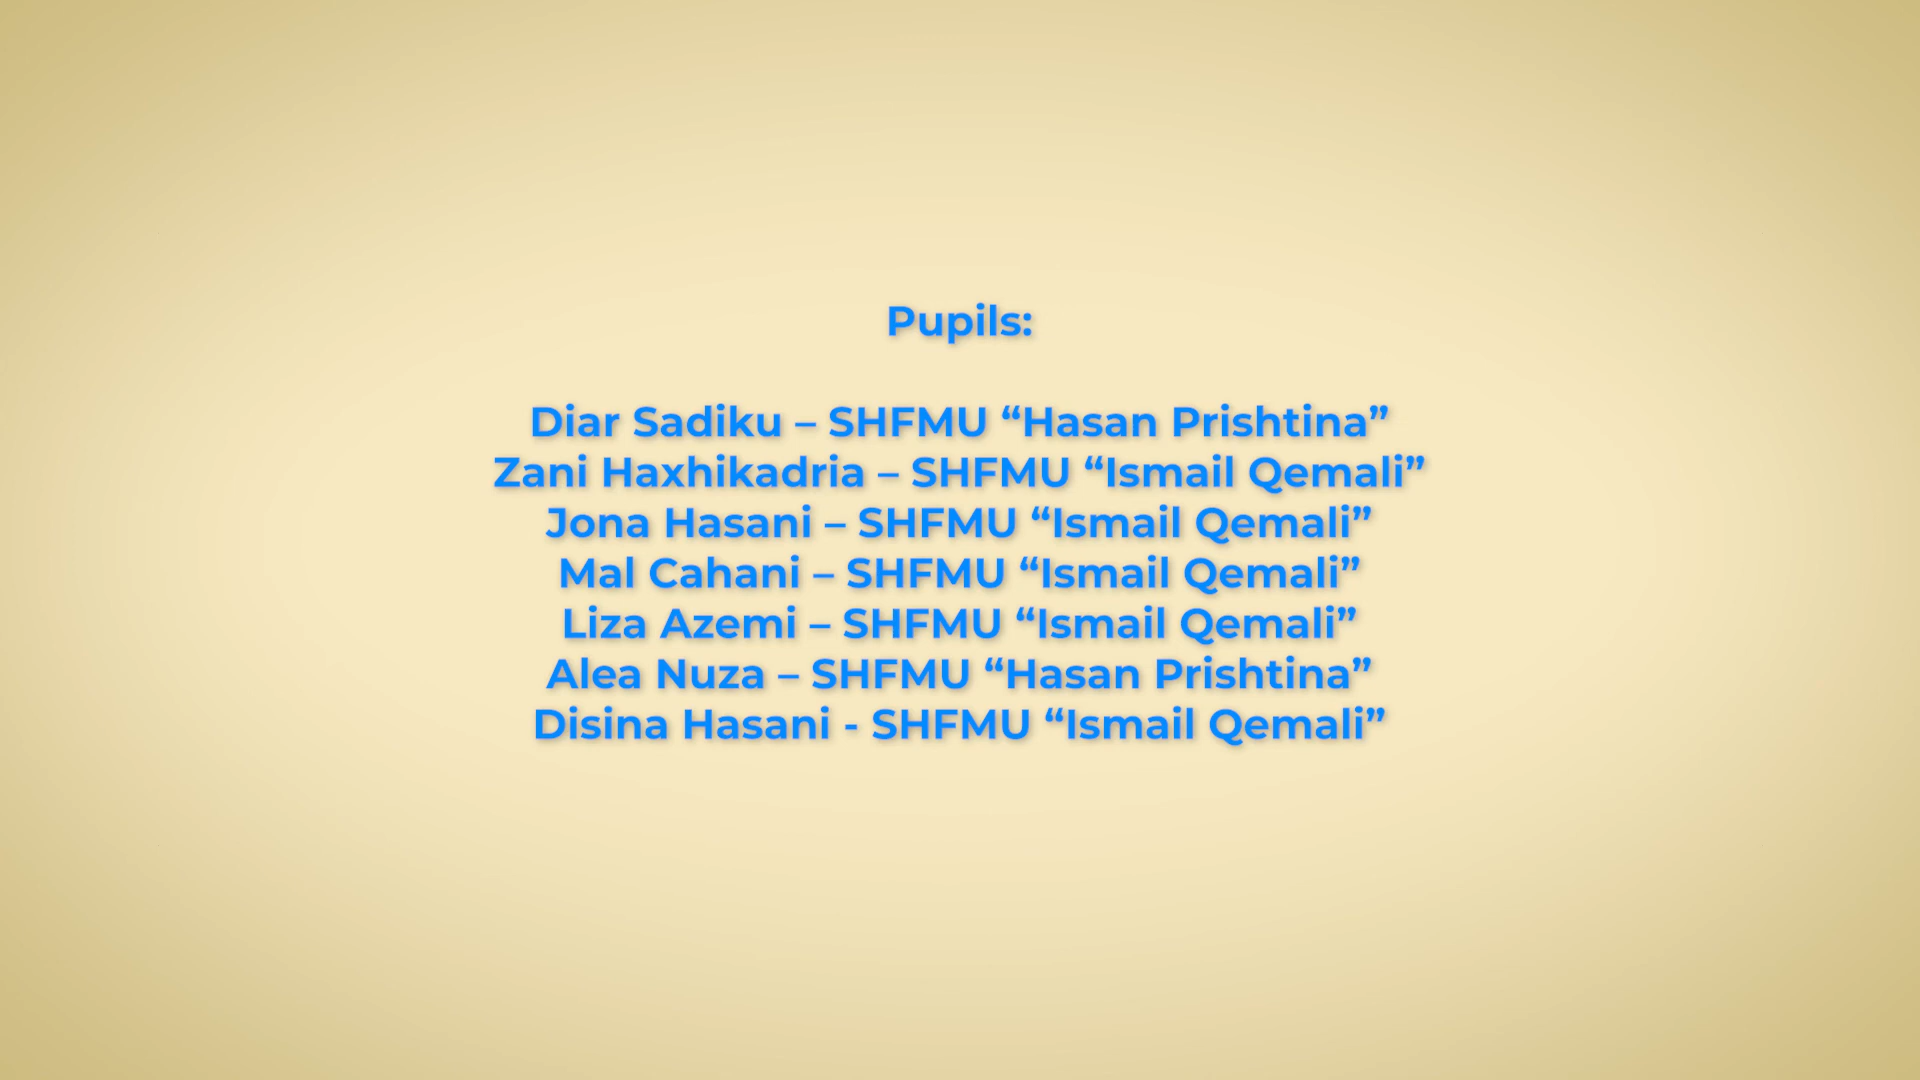 Pupils:
Diar Sadiku – SHFMU “Hasan Prishtina”
Zani Haxhikadria – SHFMU “Ismail Qemali”
Jona Hasani – SHFMU “Ismail Qemali”
Mal Cahani – SHFMU “Ismail Qemali”
Liza Azemi – SHFMU “Ismail Qemali”
Alea Nuza – SHFMU “Hasan Prishtina”
Disina Hasani - SHFMU “Ismail Qemali”